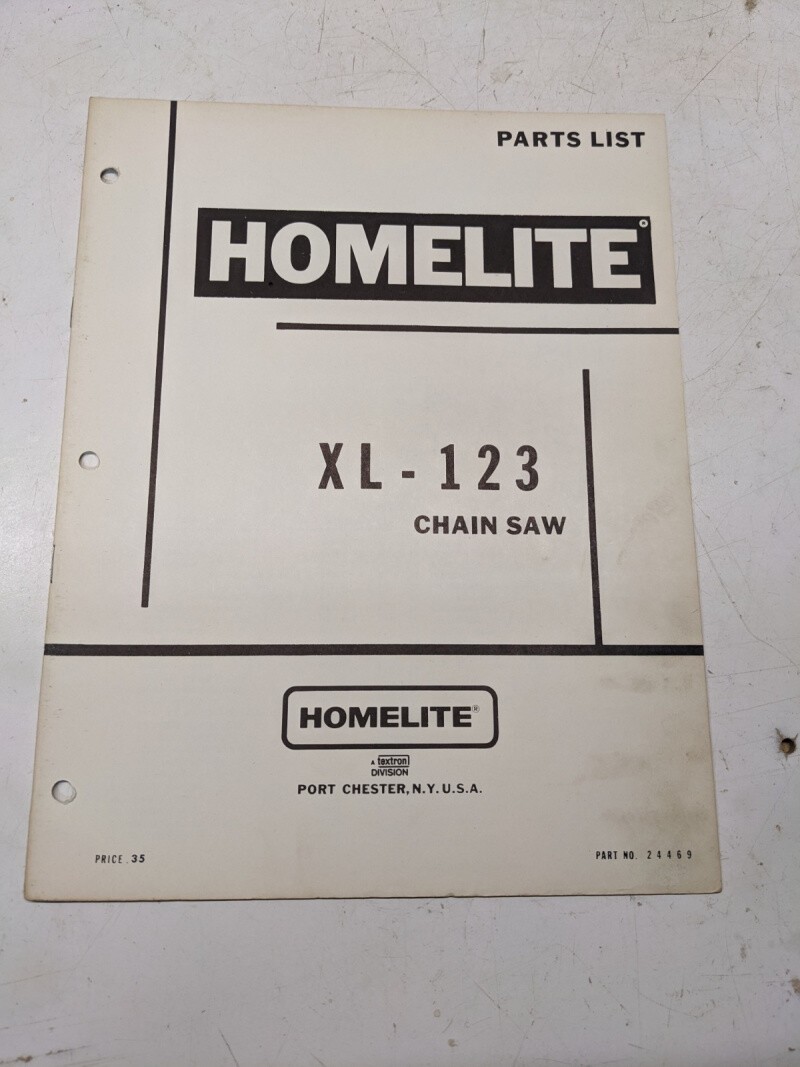 PARTS LIST
HOMELITE®
XL-123
CHAIN SAW
HOMELITE®
A textron
DIVISION
PORT CHESTER, N.Y. U.S.A.
PRICE .35
PART NO. 24469